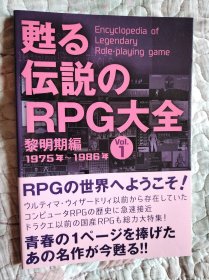 甦る
Encyclopedia of
Legendary
Role-playing game
伝説の
RPG大全
黎明期編
1975年～1986年
Vol.
1
RPGの世界へようこそ！
ウルティマ・ウィザードリィ以前から存在していた
コンピュータRPGの歴史に急速接近
ドラクエ以前の国産RPGも総力大特集！
青春の1ページを捧げた
あの名作が今甦る!!